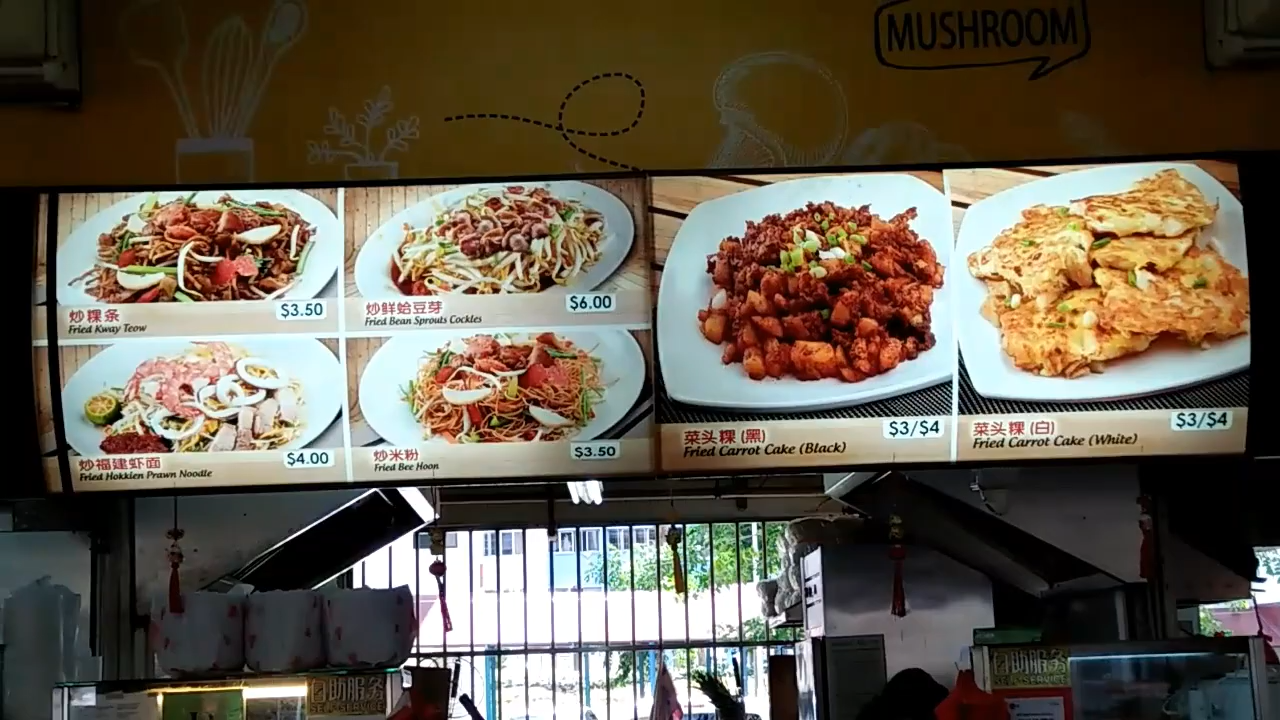 MUSHROOM
炒粿条
Fried Kway Teow
$3.50
炒鲜蛤豆芽
Fried Bean Sprouts Cockles
$6.00
炒福建虾面
Fried Hokkien Prawn Noodle
$4.00
炒米粉
Fried Bee Hoon
$3.50
菜头粿 (黑)
Fried Carrot Cake (Black)
$3/$4
菜头粿 (白)
Fried Carrot Cake (White)
$3/$4
自助服务
SELF SERVICE
自助服务
SELF SERVICE